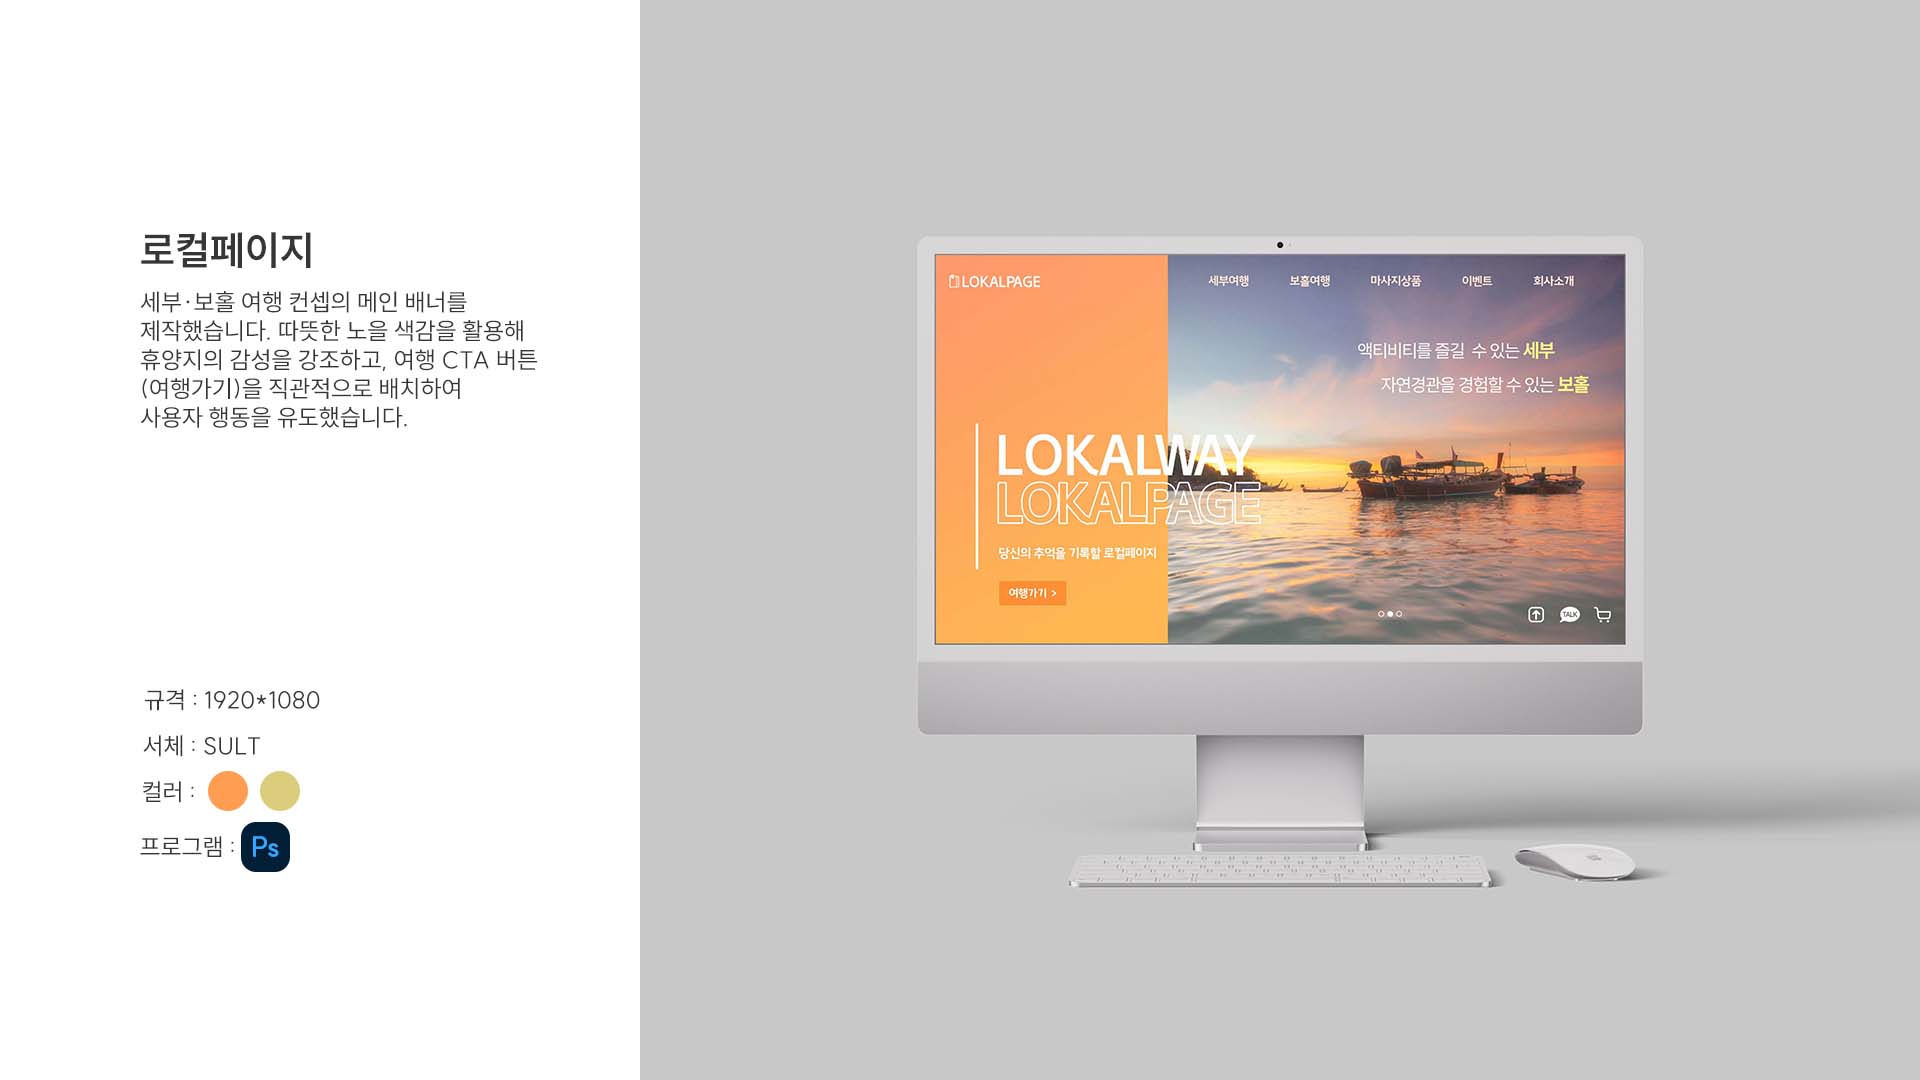 로컬페이지
세부·보홀 여행 컨셉의 메인 배너를
제작했습니다. 따뜻한 노을 색감을 활용해
휴양지의 감성을 강조하고, 여행 CTA 버튼
(여행가기)을 직관적으로 배치하여
사용자 행동을 유도했습니다.
규격 : 1920*1080
서체 : SULT
컬러 :
프로그램 : Ps
LOKALPAGE
세부여행 보홀여행 마사지상품 이벤트 회사소개
액티비티를 즐길 수 있는 세부
자연경관을 경험할 수 있는 보홀
LOKALWAY
LOKALPAGE
당신의 추억을 기록할 로컬페이지
여행가기 >
TALK